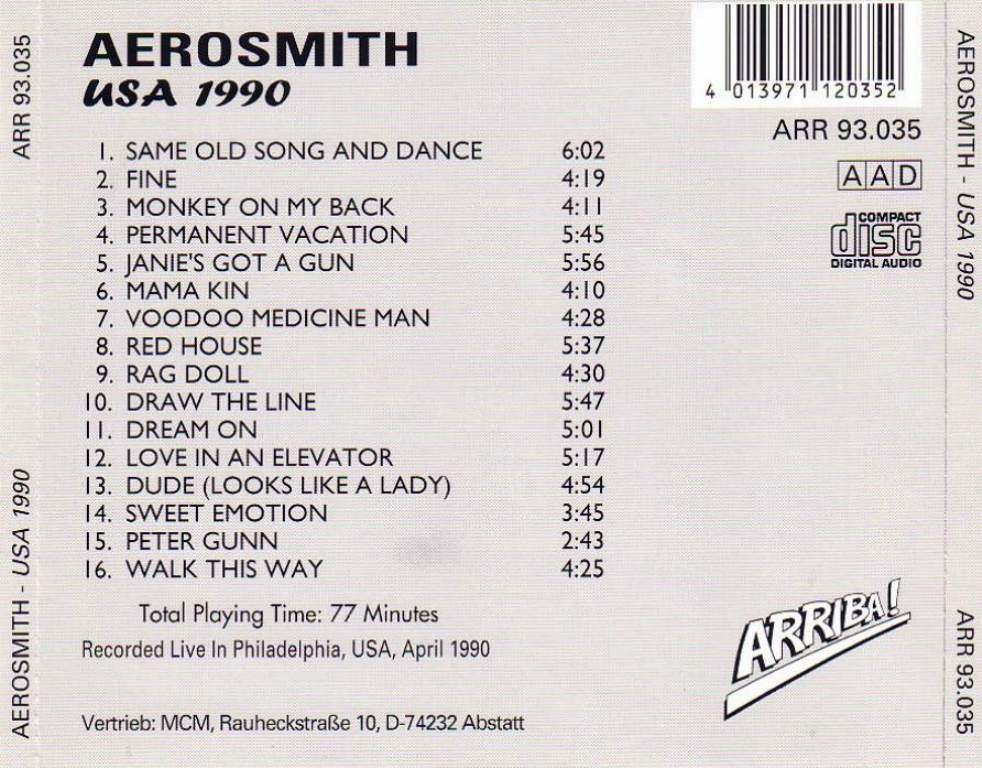 AEROSMITH
USA 1990
1. SAME OLD SONG AND DANCE 6:02
2. FINE 4:19
3. MONKEY ON MY BACK 4:11
4. PERMANENT VACATION 5:45
5. JANIE'S GOT A GUN 5:56
6. MAMA KIN 4:10
7. VOODOO MEDICINE MAN 4:28
8. RED HOUSE 5:37
9. RAG DOLL 4:30
10. DRAW THE LINE 5:47
11. DREAM ON 5:01
12. LOVE IN AN ELEVATOR 5:17
13. DUDE (LOOKS LIKE A LADY) 4:54
14. SWEET EMOTION 3:45
15. PETER GUNN 2:43
16. WALK THIS WAY 4:25
Total Playing Time: 77 Minutes
Recorded Live In Philadelphia, USA, April 1990
Vertrieb: MCM, Rauheckstraße 10, D-74232 Abstatt
4 013971 120352
ARR 93.035
AAD
COMPACT
disc
DIGITAL AUDIO
ARRIBA!
ARR 93.035
AEROSMITH - USA 1990
AEROSMITH - USA 1990
ARR 93.035